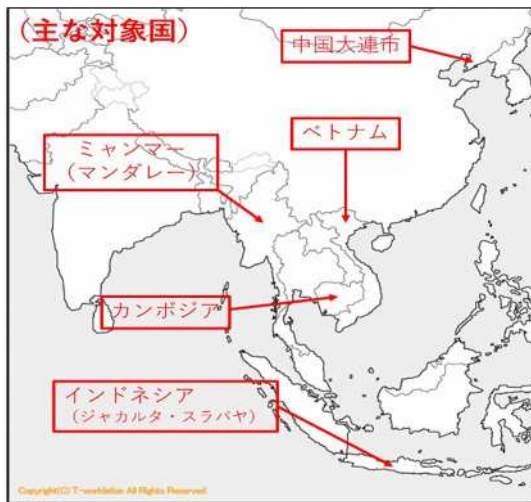 (主な対象国)
中国大連市
ベトナム
ミャンマー
(マンダレー)
カンボジア
インドネシア
(ジャカルタ・スラバヤ)
Copyright(C) T-worldatlas All Rights Reserved